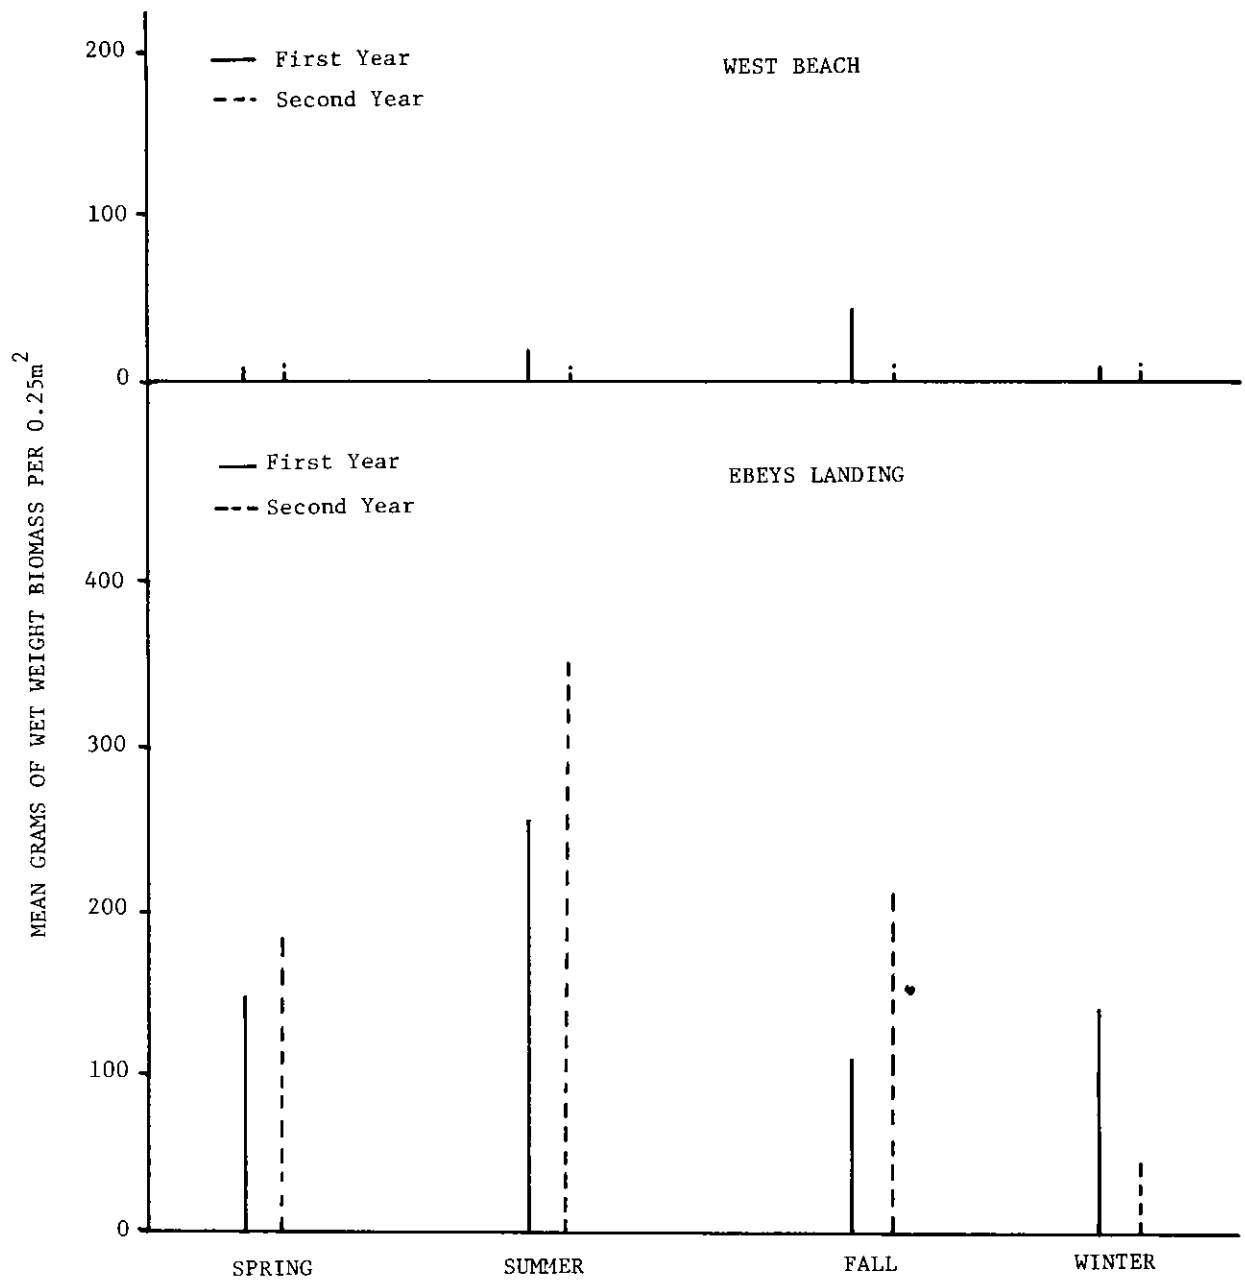 200
First Year
WEST BEACH
Second Year
100
0
MEAN GRAMS OF WET WEIGHT BIOMASS PER 0.25m²
First Year
EBEYS LANDING
Second Year
400
300
200
100
0
SPRING
SUMMER
FALL
WINTER